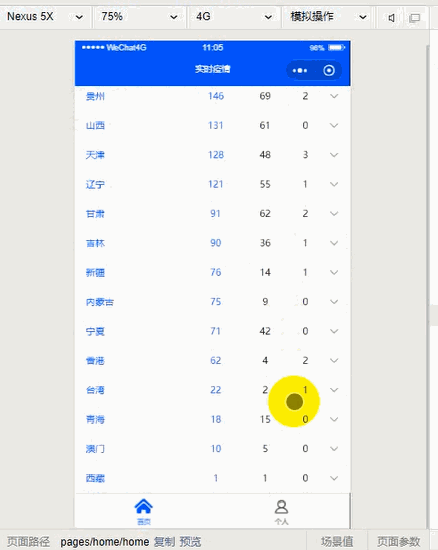 Nexus 5X 75% 4G 模拟操作
WeChat4G 11:05 98%
实时疫情
贵州 146 69 2
山西 131 61 0
天津 128 48 3
辽宁 121 55 1
甘肃 91 62 2
吉林 90 36 1
新疆 76 14 1
内蒙古 75 9 0
宁夏 71 42 0
香港 62 4 2
台湾 22 2 1
青海 18 15 0
澳门 10 5 0
西藏 1 1 0
首页 个人
页面路径 pages/home/home 复制 预览 场景值 页面参数